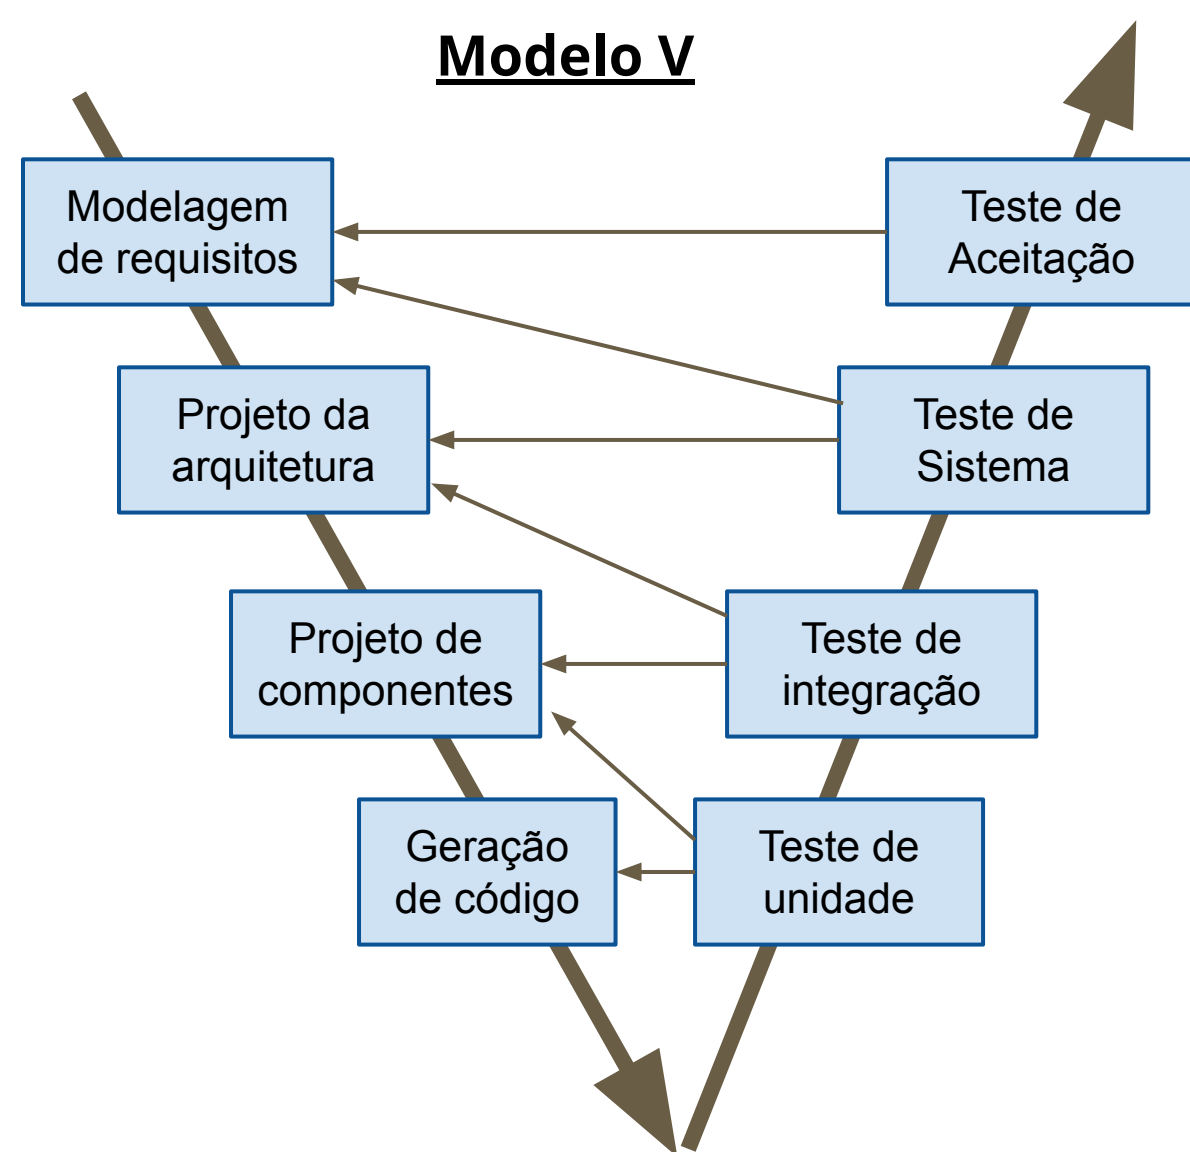 Modelo V
Modelagem
de requisitos
Teste de
Aceitação
Projeto da
arquitetura
Teste de
Sistema
Projeto de
componentes
Teste de
integração
Geração
de código
Teste de
unidade